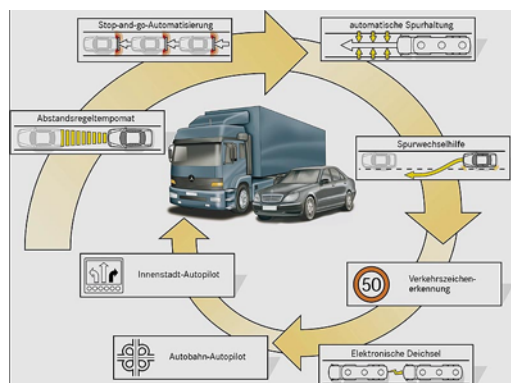 Stop-and-go-Automatisierung
automatische Spurhaltung
Abstandsregeltempomat
Spurwechselhilfe
Innenstadt-Autopilot
50
Verkehrszeichen-
erkennung
Autobahn-Autopilot
Elektronische Deichsel